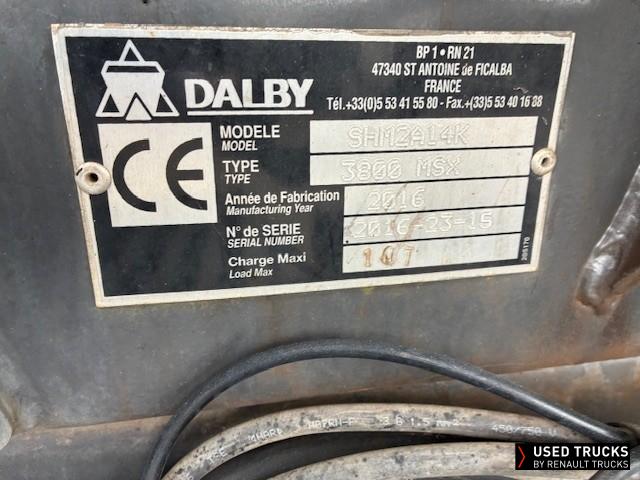 DALBY
BP 1 • RN 21
47340 ST ANTOINE de FICALBA
FRANCE
Tél.+33(0)5 53 41 55 80 - Fax.+(33)5 53 40 16 88
CE
MODELE
MODEL
SHM2A14K
TYPE
TYPE
3800 MSX
Année de Fabrication
Manufacturing Year
2016
N° de SERIE
SERIAL NUMBER
2016-23-15
Charge Maxi
Load Max
10T
USED TRUCKS
BY RENAULT TRUCKS